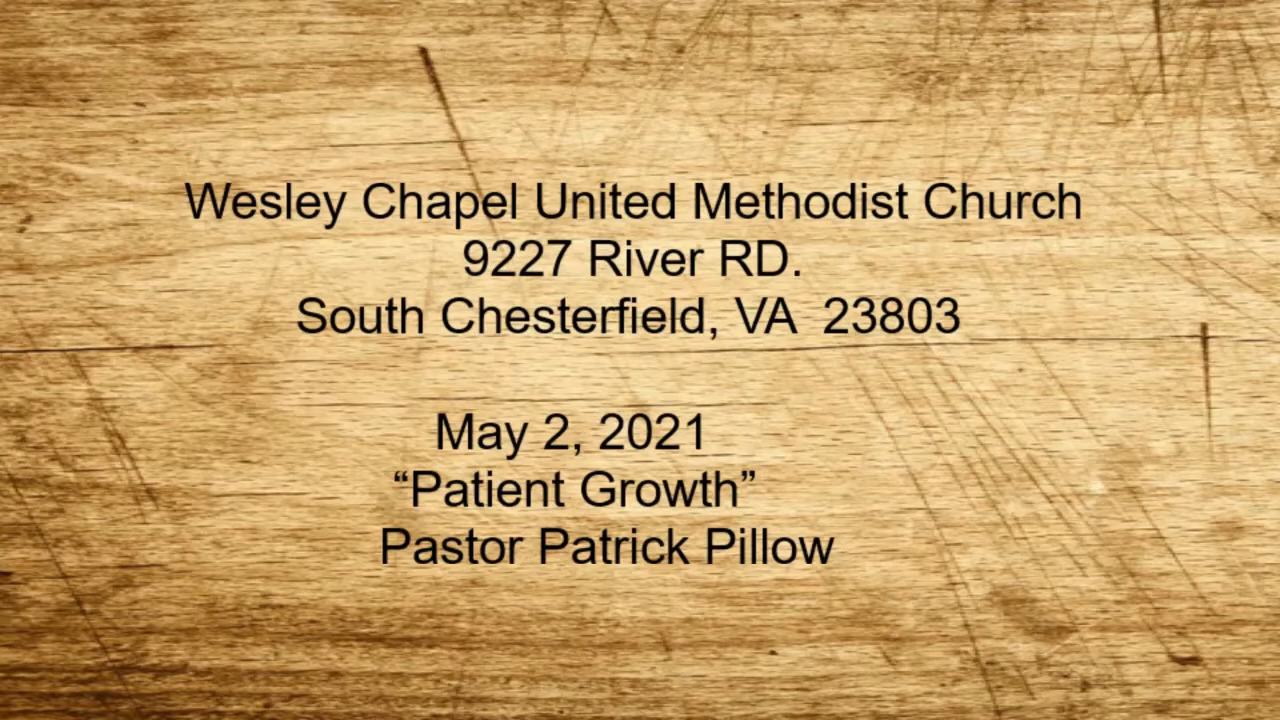 Wesley Chapel United Methodist Church
9227 River RD.
South Chesterfield, VA  23803
May 2, 2021
“Patient Growth”
Pastor Patrick Pillow